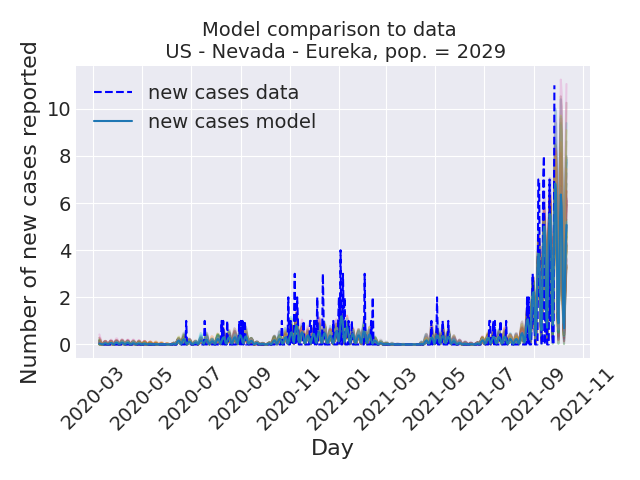 Model comparison to data
US - Nevada - Eureka, pop. = 2029
Number of new cases reported
new cases data
new cases model
10
8
6
4
2
0
2020-03
2020-05
2020-07
2020-09
2020-11
2021-01
2021-03
2021-05
2021-07
2021-09
2021-11
Day